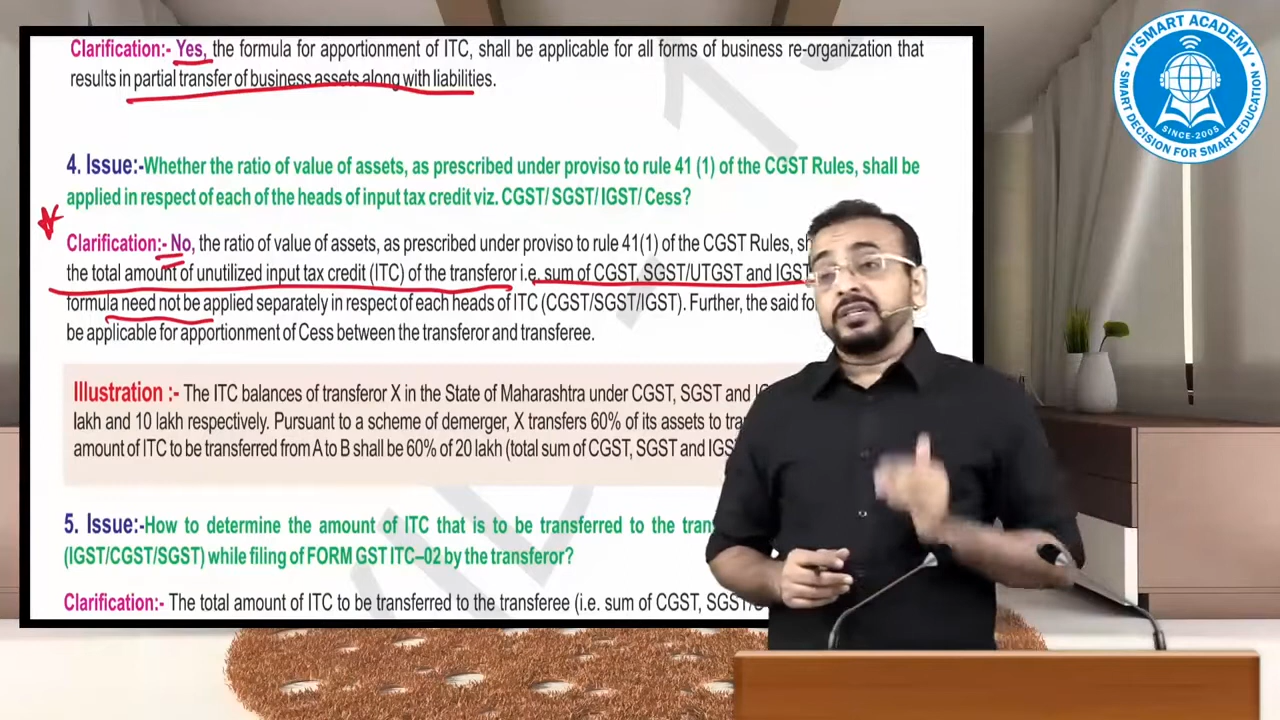 Clarification:- Yes, the formula for apportionment of ITC, shall be applicable for all forms of business re-organization that
results in partial transfer of business assets along with liabilities.
4. Issue:-Whether the ratio of value of assets, as prescribed under proviso to rule 41 (1) of the CGST Rules, shall be
applied in respect of each of the heads of input tax credit viz. CGST/ SGST/ IGST/ Cess?
Clarification:- No, the ratio of value of assets, as prescribed under proviso to rule 41(1) of the CGST Rules,
the total amount of unutilized input tax credit (ITC) of the transferor i.e. sum of CGST, SGST/UTGST and IGST
formula need not be applied separately in respect of each heads of ITC (CGST/SGST/IGST). Further, the said
be applicable for apportionment of Cess between the transferor and transferee.
Illustration :- The ITC balances of transferor X in the State of Maharashtra under CGST, SGST and
lakh and 10 lakh respectively. Pursuant to a scheme of demerger, X transfers 60% of its assets to
amount of ITC to be transferred from A to B shall be 60% of 20 lakh (total sum of CGST, SGST and
5. Issue:-How to determine the amount of ITC that is to be transferred to the
(IGST/CGST/SGST) while filing of FORM GST ITC–02 by the transferor?
Clarification:- The total amount of ITC to be transferred to the transferee (i.e. sum of CGST,
V'SMART ACADEMY
SINCE-2005
SMART DECISION FOR SMART EDUCATION